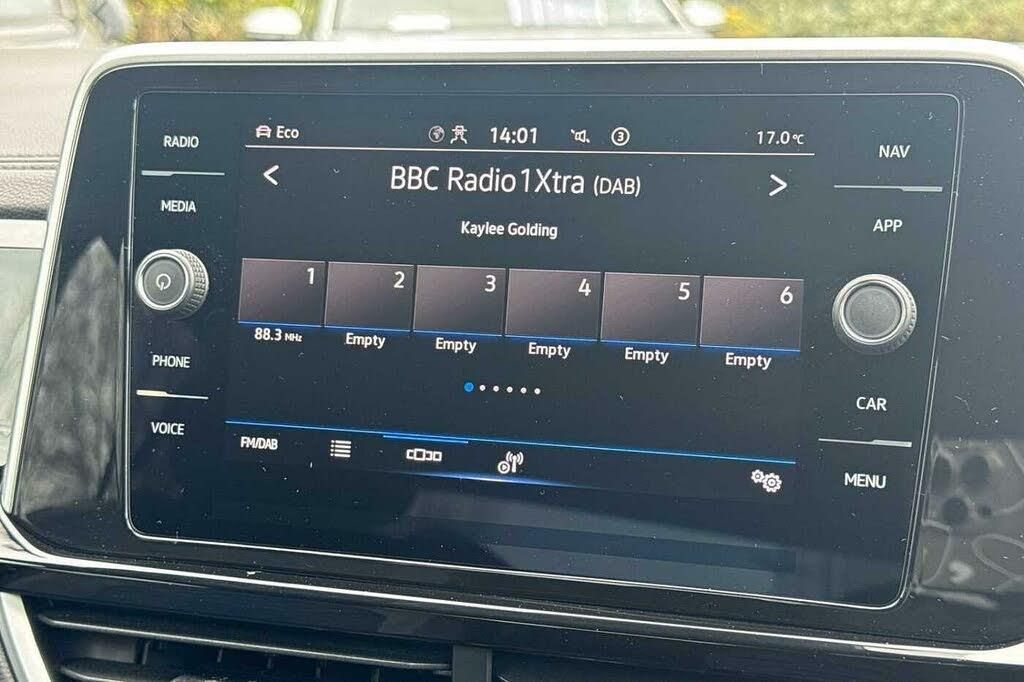 RADIO
MEDIA
PHONE
VOICE
Eco
14:01
3
17.0°C
< BBC Radio 1Xtra (DAB) >
Kaylee Golding
1 2 3 4 5 6
88.3 MHz Empty Empty Empty Empty Empty
FM/DAB
NAV
APP
CAR
MENU